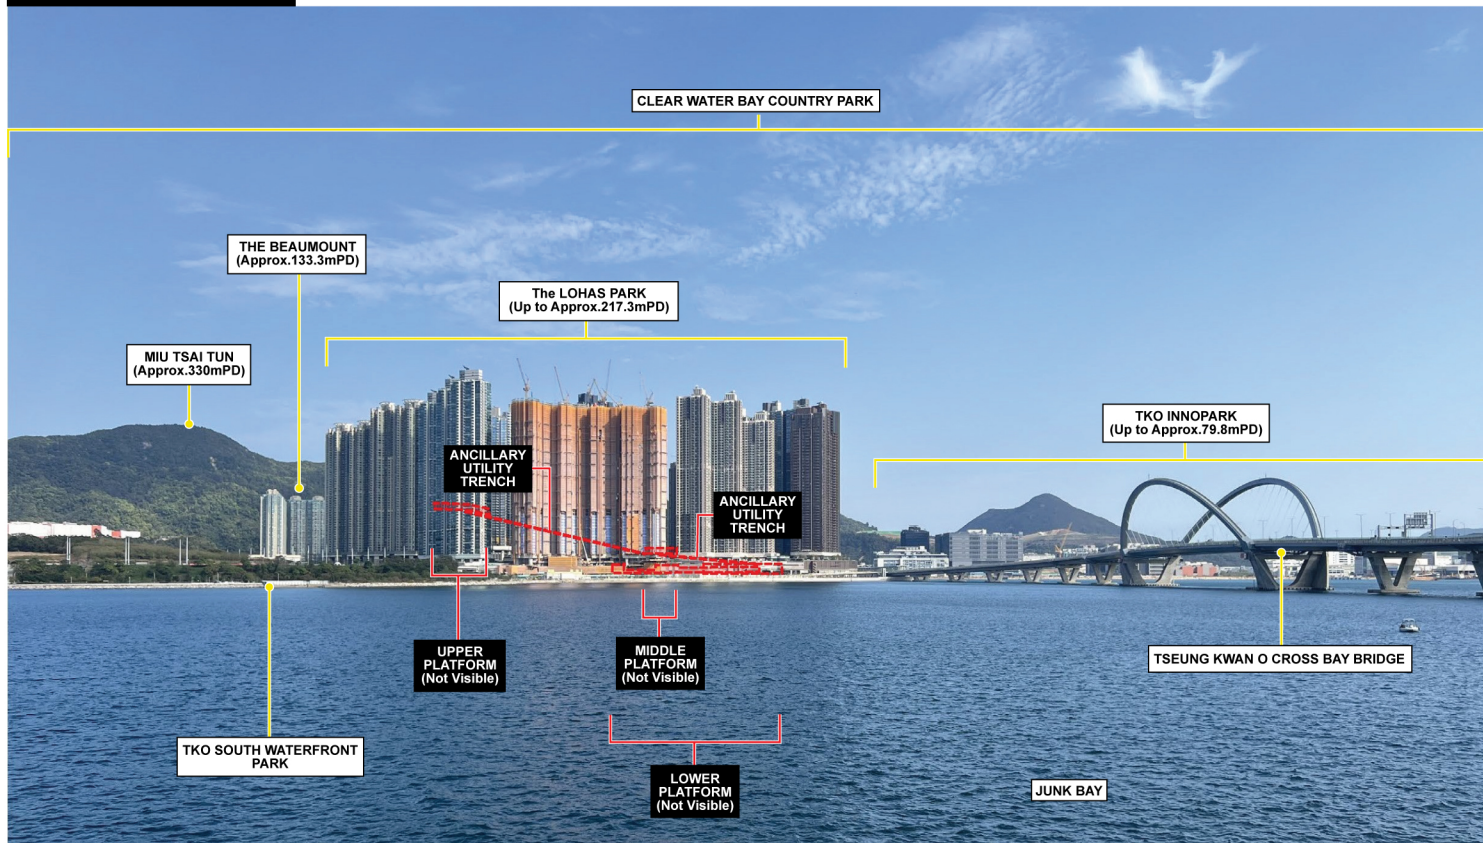 CLEAR WATER BAY COUNTRY PARK
THE BEAUMOUNT
(Approx.133.3mPD)
The LOHAS PARK
(Up to Approx.217.3mPD)
MIU TSAI TUN
(Approx.330mPD)
TKO INNOPARK
(Up to Approx.79.8mPD)
ANCILLARY
UTILITY
TRENCH
ANCILLARY
UTILITY
TRENCH
UPPER
PLATFORM
(Not Visible)
MIDDLE
PLATFORM
(Not Visible)
TSEUNG KWAN O CROSS BAY BRIDGE
TKO SOUTH WATERFRONT
PARK
LOWER
PLATFORM
(Not Visible)
JUNK BAY